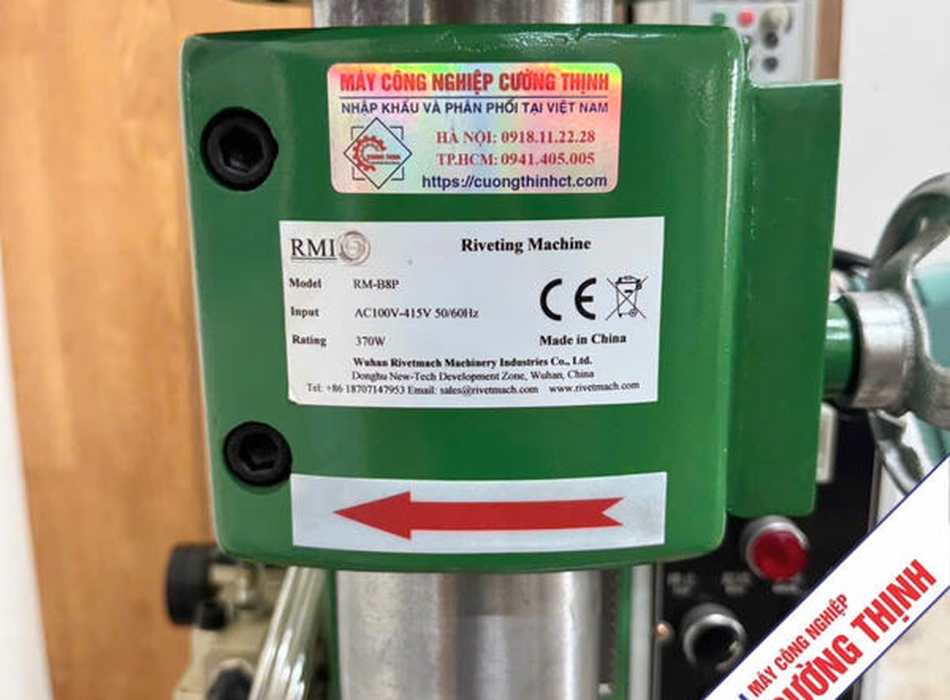 MÁY CÔNG NGHIỆP CƯỜNG THỊNH
NHẬP KHẨU VÀ PHÂN PHỐI TẠI VIỆT NAM
HÀ NỘI: 0918.11.22.28
CƯỜNG THỊNH
TP.HCM: 0941.405.005
https://cuongthinhct.com
RMI
Riveting Machine
Model RM-B8P
Input AC100V-415V 50/60Hz
CE
Rating 370W
Made in China
Wuhan Rivetmach Machinery Industries Co., Ltd.
Donghu New-Tech Development Zone, Wuhan, China
Tel: +86 18707147953 Email: sales@rivetmach.com www.rivetmach.com
MÁY CÔNG NGHIỆP
CƯỜNG THỊNH